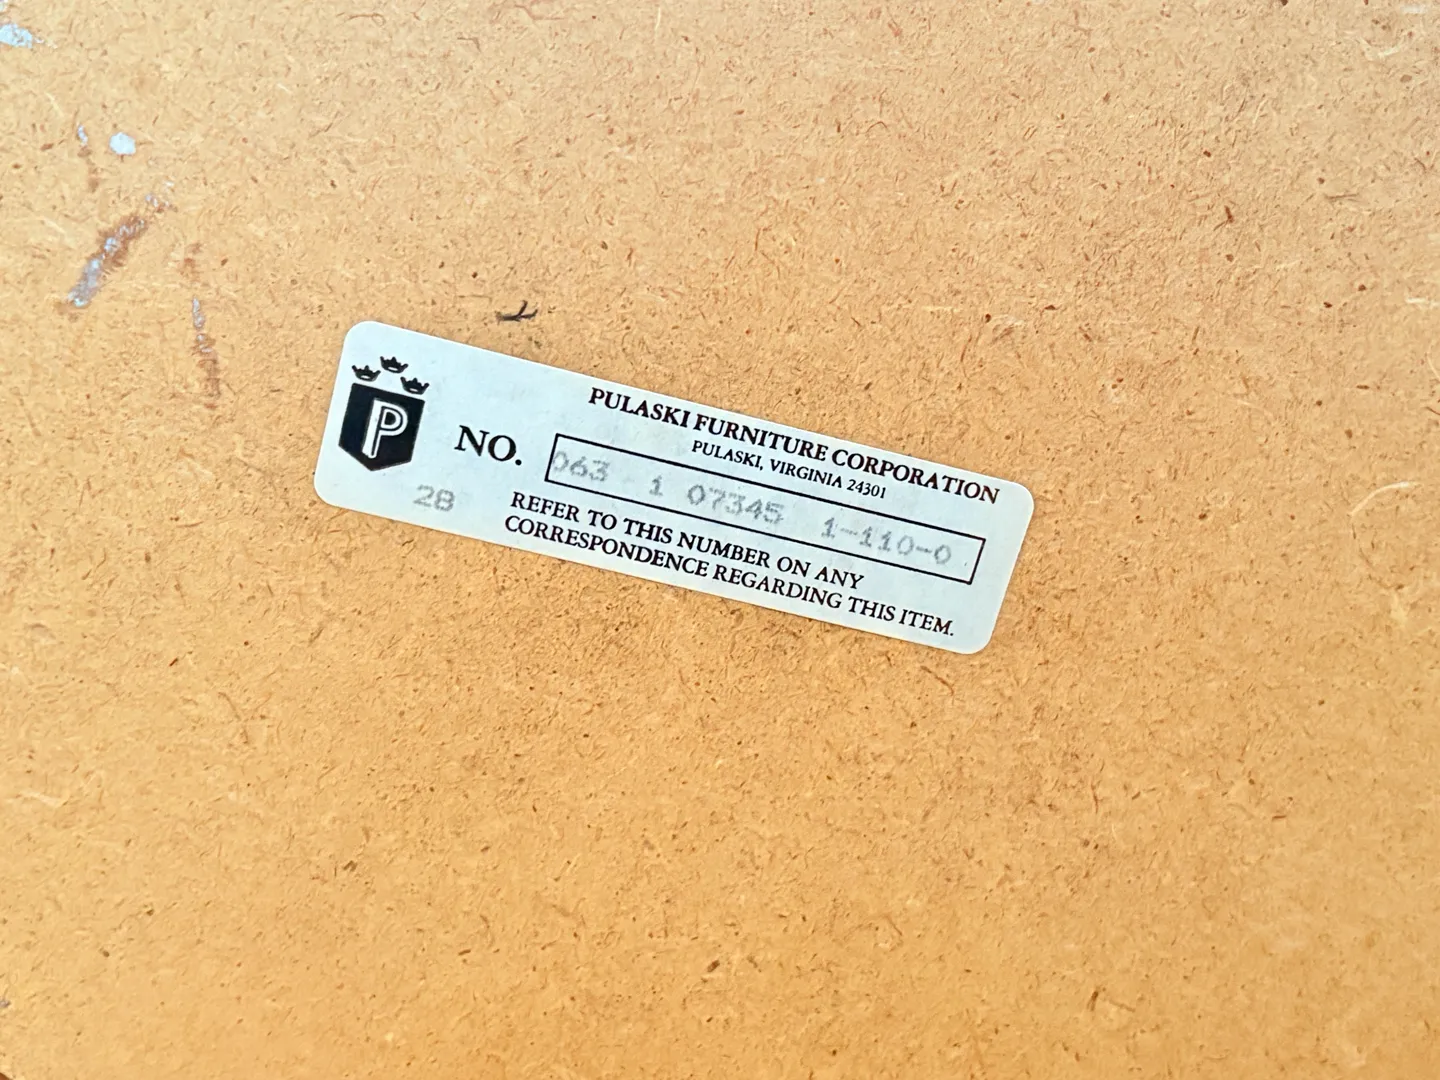 PULASKI FURNITURE CORPORATION
PULASKI, VIRGINIA 24301
P
NO. 063 1 07345 1-110-0
28
REFER TO THIS NUMBER ON ANY
CORRESPONDENCE REGARDING THIS ITEM.